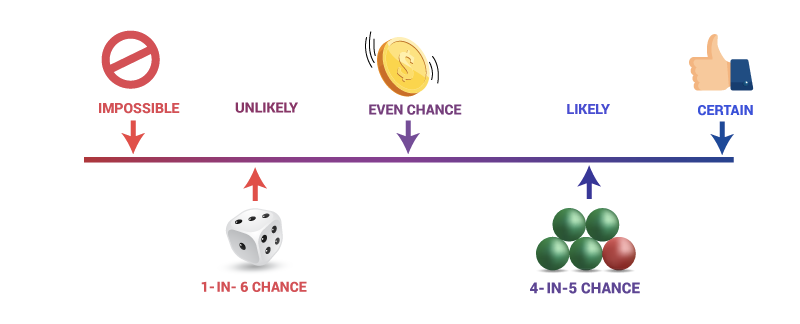 IMPOSSIBLE
UNLIKELY
EVEN CHANCE
LIKELY
CERTAIN
$
1-IN- 6 CHANCE
4-IN-5 CHANCE